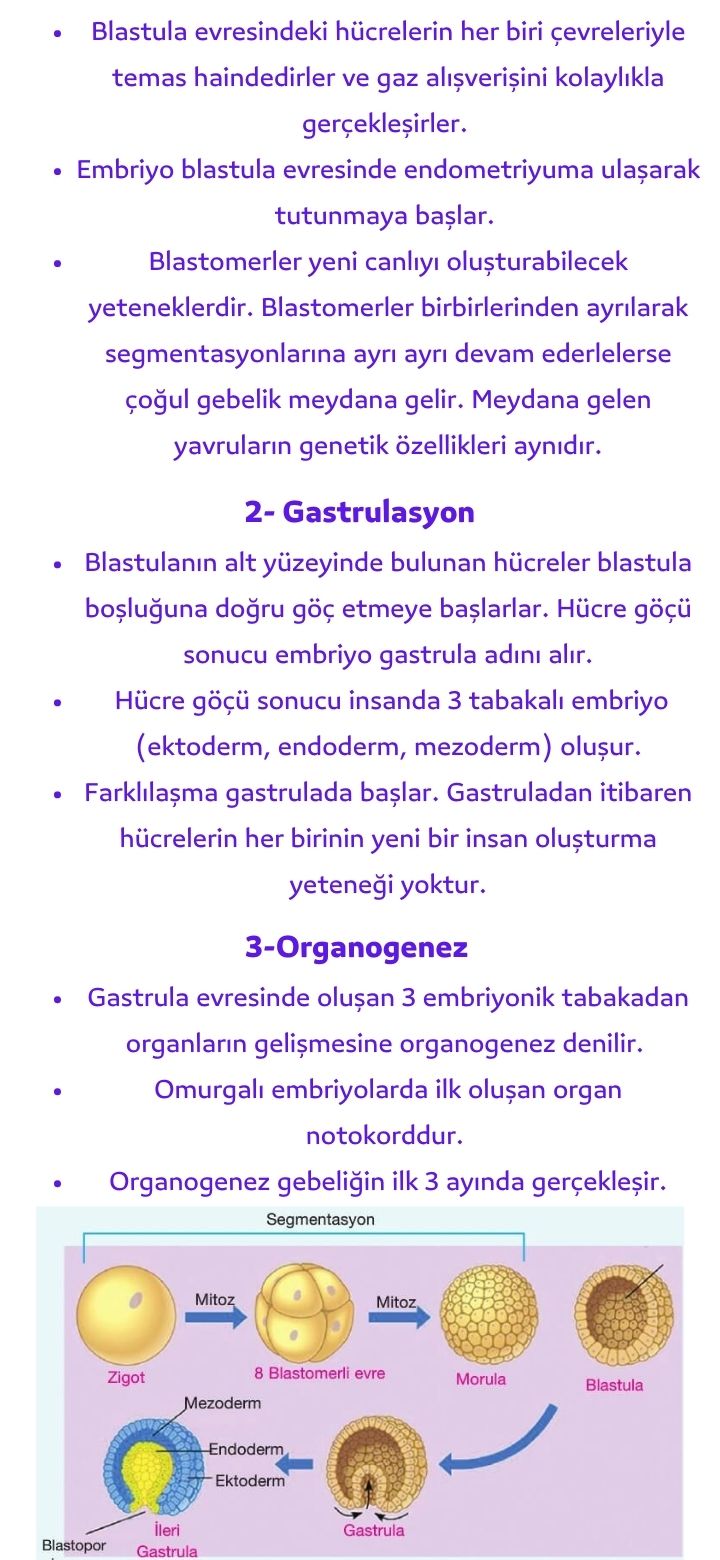 • Blastula evresindeki hücrelerin her biri çevreleriyle
temas haindedirler ve gaz alışverişini kolaylıkla
gerçekleşirler.
• Embriyo blastula evresinde endometriyuma ulaşarak
tutunmaya başlar.
• Blastomerler yeni canlıyı oluşturabilecek
yeteneklerdir. Blastomerler birbirlerinden ayrılarak
segmentasyonlarına ayrı ayrı devam ederlelerse
çoğul gebelik meydana gelir. Meydana gelen
yavruların genetik özellikleri aynıdır.
2- Gastrulasyon
• Blastulanın alt yüzeyinde bulunan hücreler blastula
boşluğuna doğru göç etmeye başlarlar. Hücre göçü
sonucu embriyo gastrula adını alır.
• Hücre göçü sonucu insanda 3 tabakalı embriyo
(ektoderm, endoderm, mezoderm) oluşur.
• Farklılaşma gastrulada başlar. Gastruladan itibaren
hücrelerin her birinin yeni bir insan oluşturma
yeteneği yoktur.
3-Organogenez
• Gastrula evresinde oluşan 3 embriyonik tabakadan
organların gelişmesine organogenez denilir.
• Omurgalı embriyolarda ilk oluşan organ
notokorddur.
• Organogenez gebeliğin ilk 3 ayında gerçekleşir.
Segmentasyon
Mitoz
Mitoz
Zigot
8 Blastomerli evre
Morula
Blastula
Mezoderm
Endoderm
Ektoderm
Blastopor
İleri
Gastrula
Gastrula